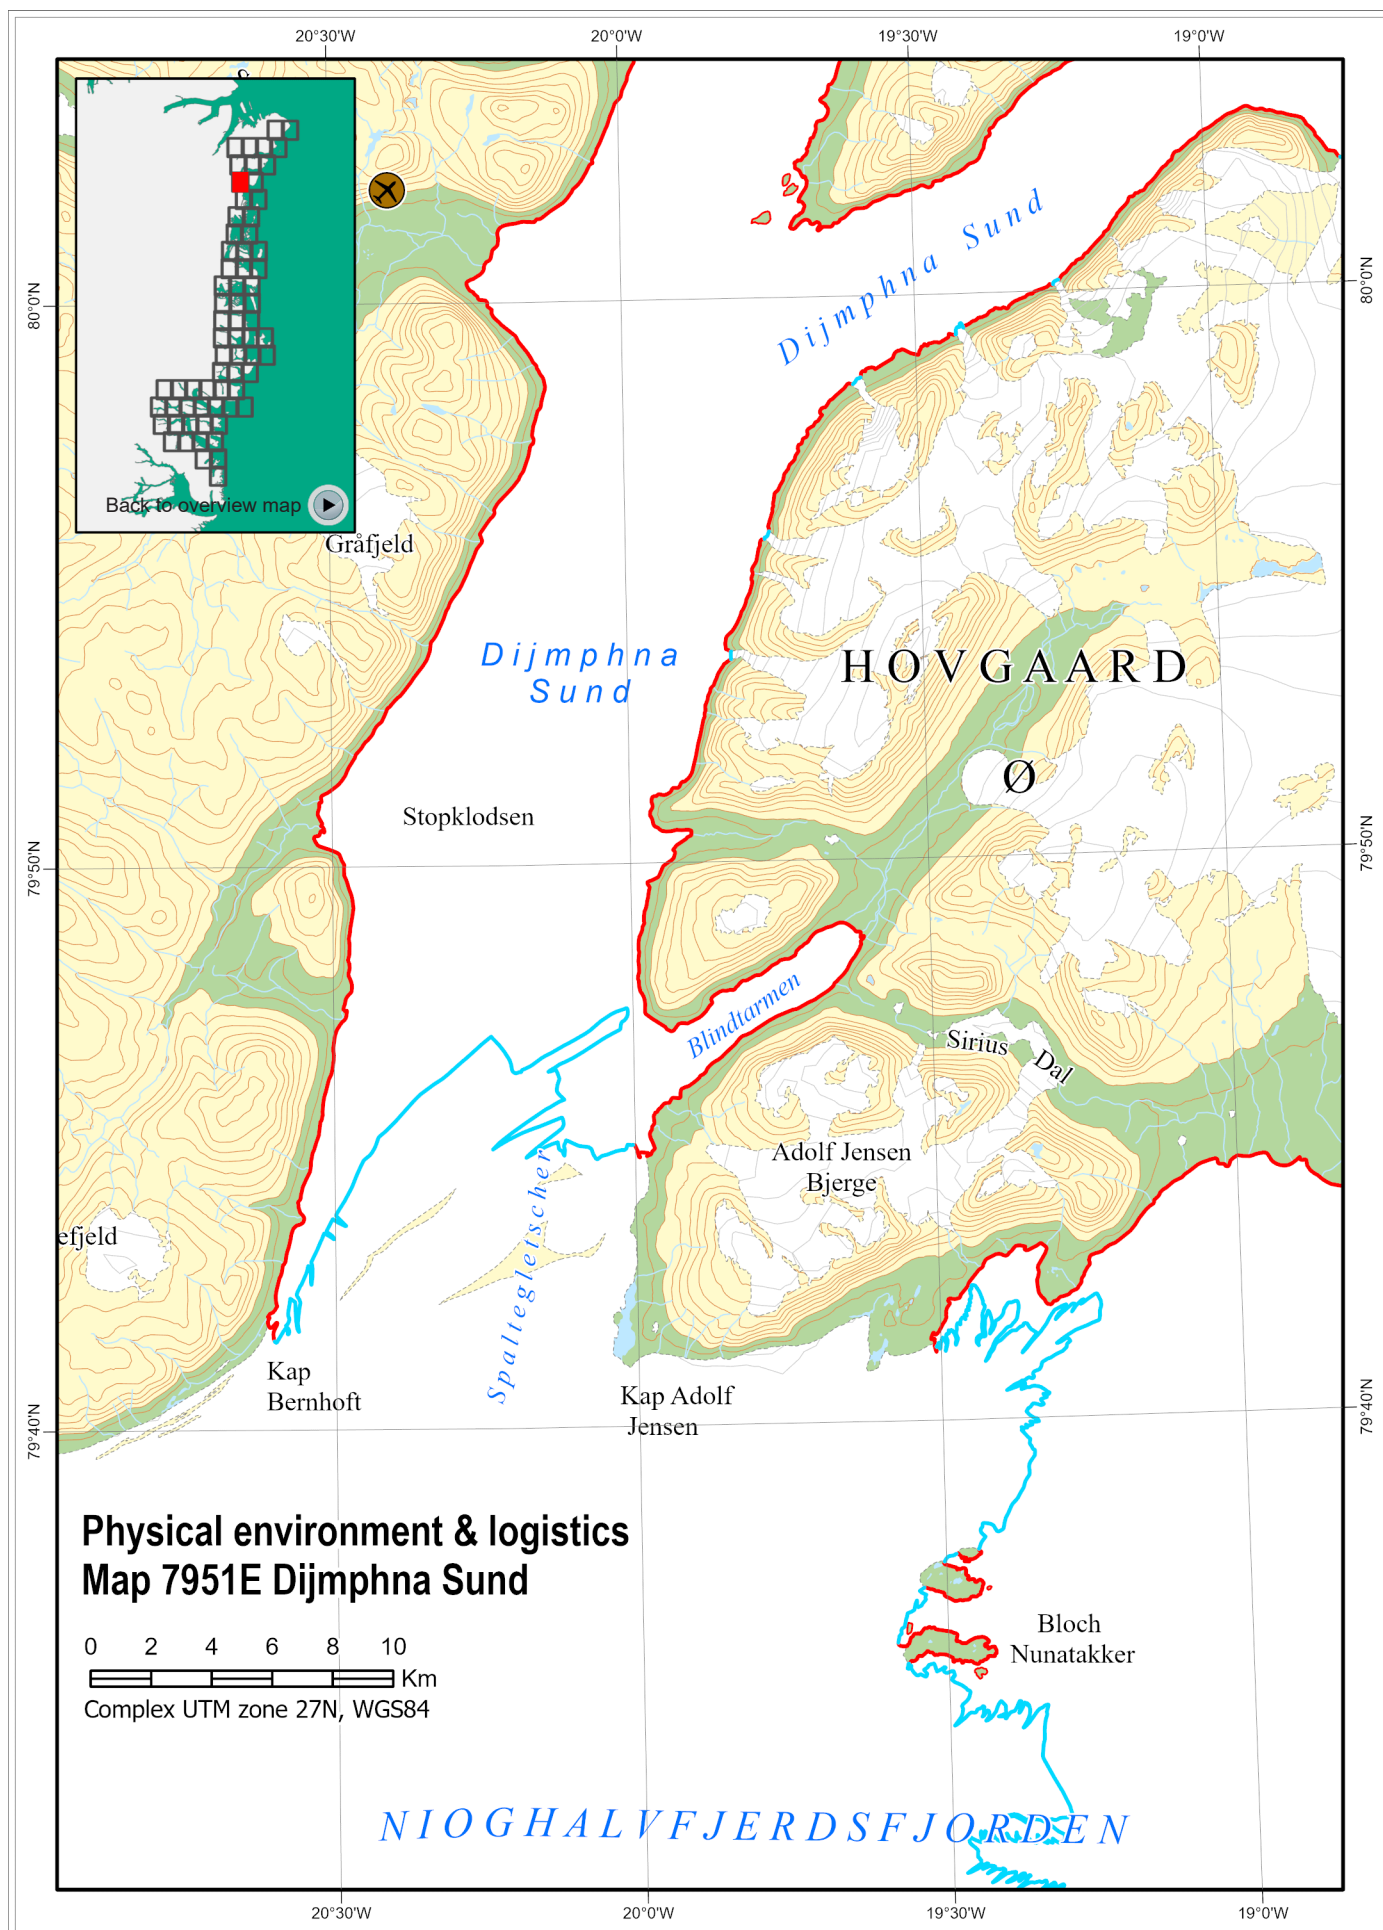 20°30'W
20°0'W
19°30'W
19°0'W
S
Back to overview map
Dijmphna Sund
80°0'N
80°0'N
Gråfjeld
Dijmphna
Sund
HOVGAARD
Ø
Stopklodsen
79°50'N
79°50'N
Blindtarmen
Sirius Dal
Adolf Jensen
Bjerge
efjeld
Spaltegletscher
Kap
Bernhoft
Kap Adolf
Jensen
79°40'N
79°40'N
Physical environment & logistics
Map 7951E Dijmphna Sund
0 2 4 6 8 10
Km
Complex UTM zone 27N, WGS84
Bloch
Nunatakker
NIOGHALVFJERDSFJORDEN
20°30'W
20°0'W
19°30'W
19°0'W